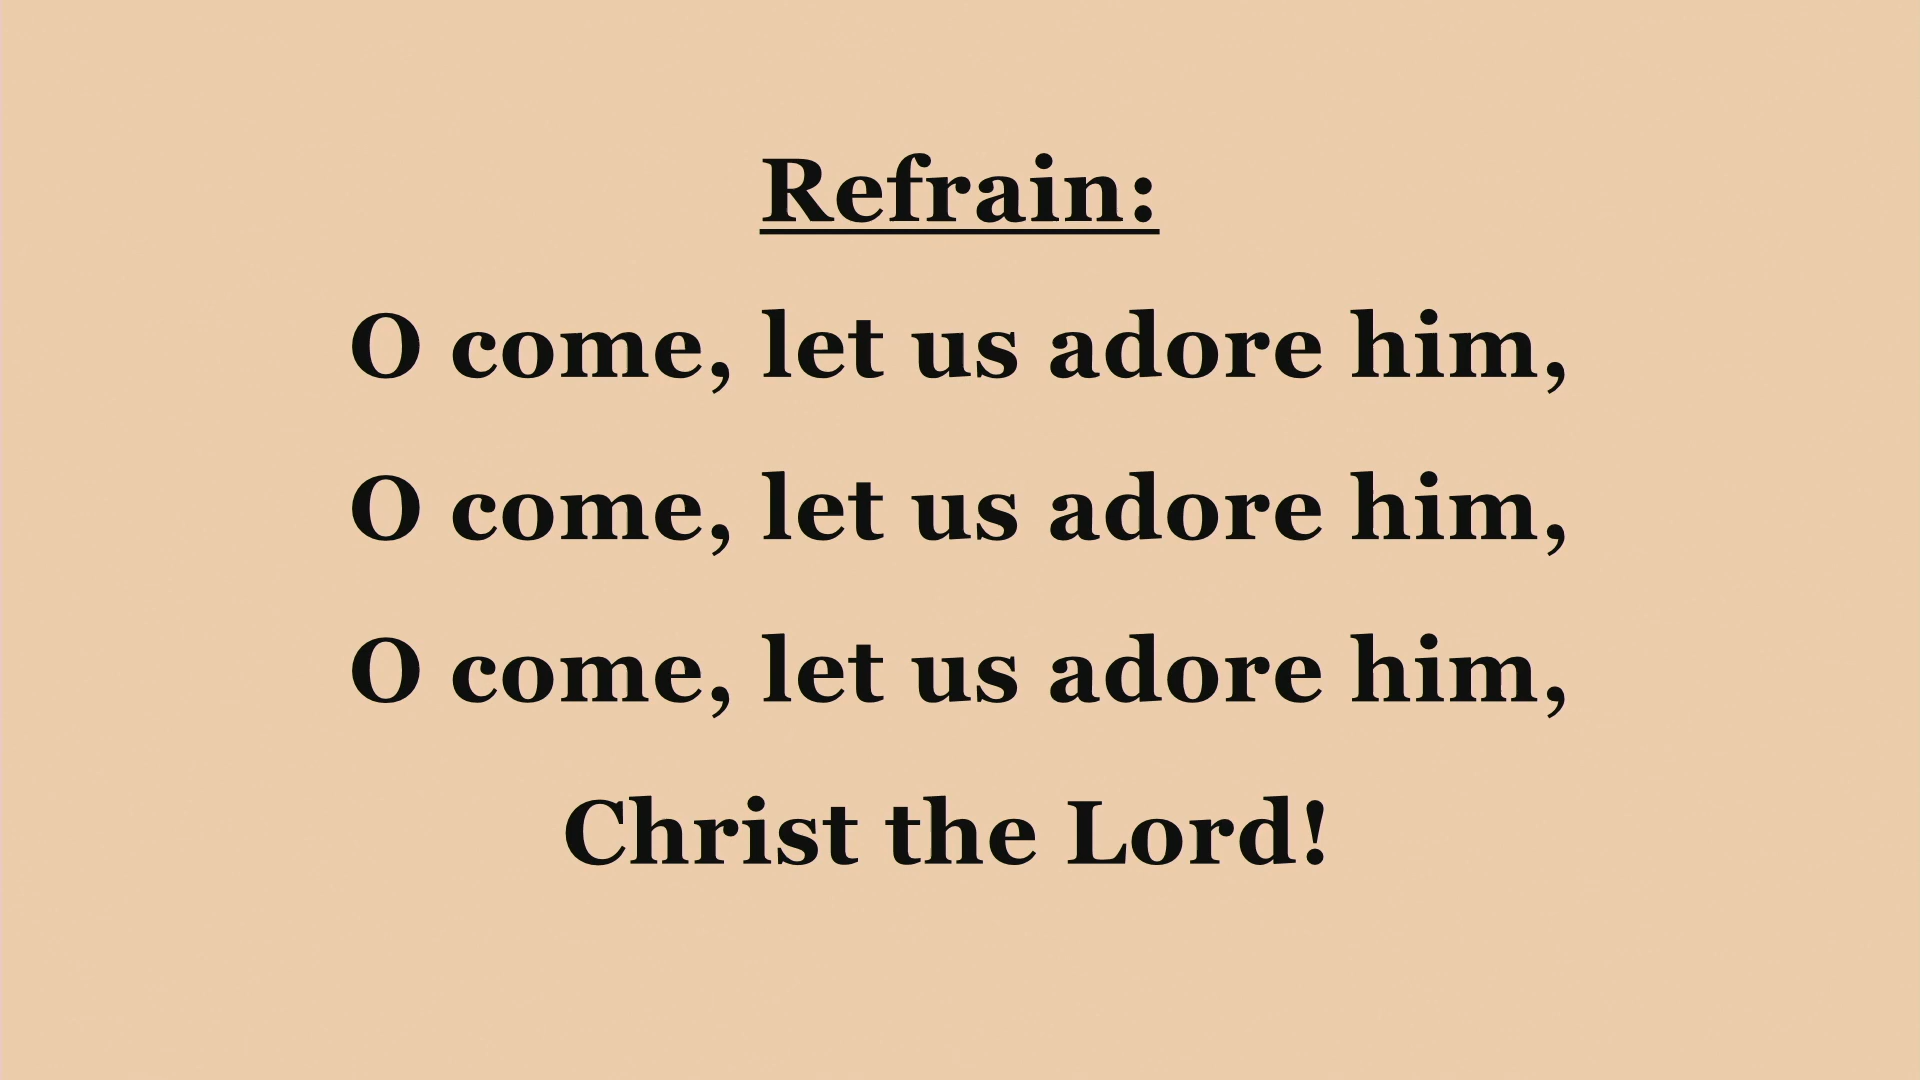 Refrain:
O come, let us adore him,
O come, let us adore him,
O come, let us adore him,
Christ the Lord!